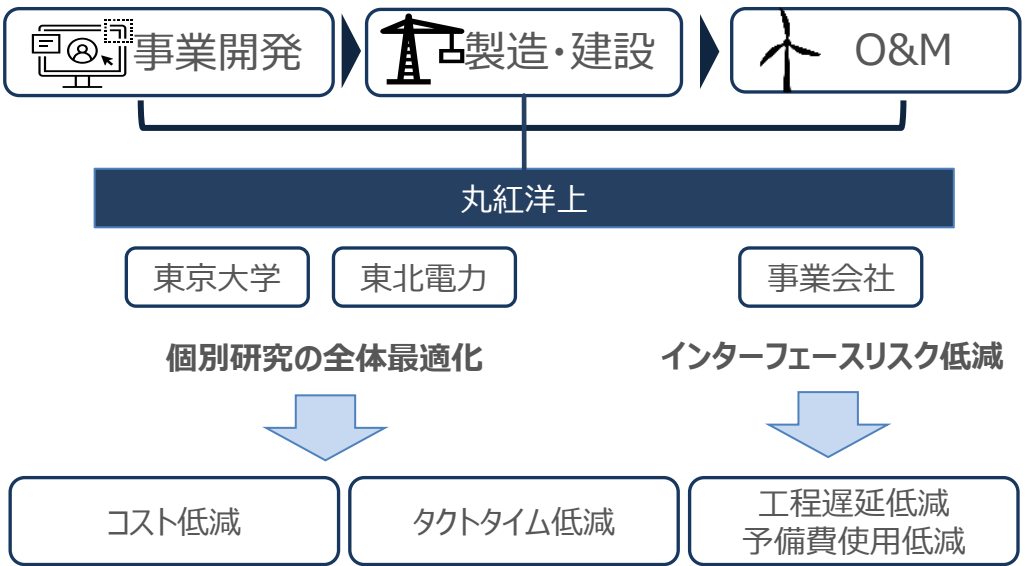 事業開発
製造・建設
O&M
丸紅洋上
東京大学
東北電力
事業会社
個別研究の全体最適化
インターフェースリスク低減
コスト低減
タクトタイム低減
工程遅延低減
予備費使用低減